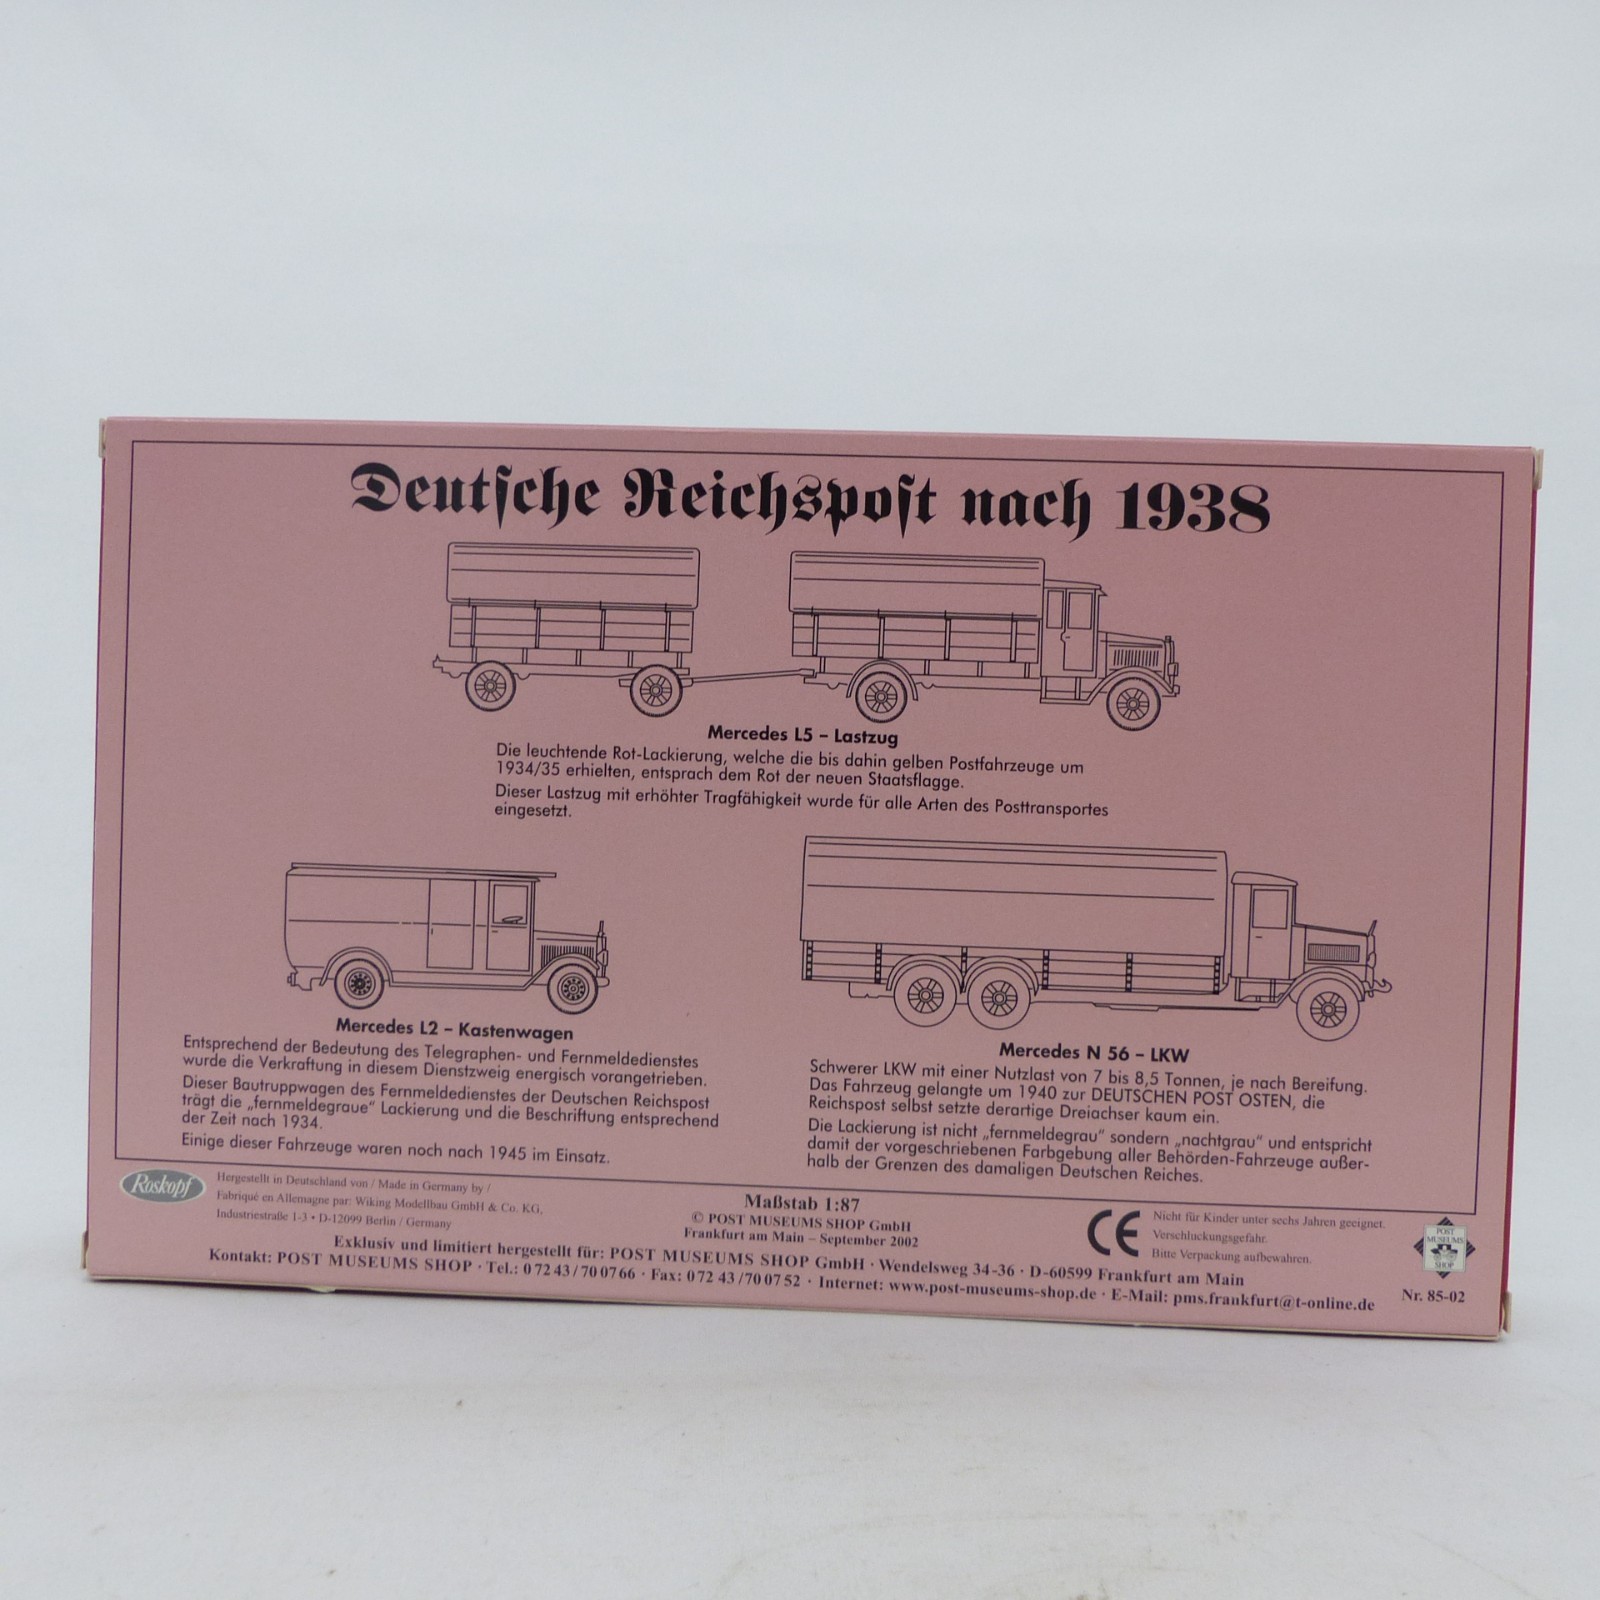 Deutsche Reichspost nach 1938
Mercedes L5 – Lastzug
Die leuchtende Rot-Lackierung, welche die bis dahin gelben Postfahrzeuge um
1934/35 erhielten, entsprach dem Rot der neuen Staatsflagge.
Dieser Lastzug mit erhöhter Tragfähigkeit wurde für alle Arten des Posttransportes
eingesetzt.
Mercedes L2 – Kastenwagen
Entsprechend der Bedeutung des Telegraphen- und Fernmeldedienstes
wurde die Verkraftung in diesem Dienstzweig energisch vorangetrieben.
Dieser Bautruppwagen des Fernmeldedienstes der Deutschen Reichspost
trägt die „fernmeldegraue“ Lackierung und die Beschriftung entsprechend
der Zeit nach 1934.
Einige dieser Fahrzeuge waren noch nach 1945 im Einsatz.
Mercedes N 56 – LKW
Schwerer LKW mit einer Nutzlast von 7 bis 8,5 Tonnen, je nach Bereifung.
Das Fahrzeug gelangte um 1940 zur DEUTSCHEN POST OSTEN, die
Reichspost selbst setzte derartige Dreiachser kaum ein.
Die Lackierung ist nicht „fernmeldegrau“ sondern „nachtgrau“ und entspricht
damit der vorgeschriebenen Farbgebung aller Behörden-Fahrzeuge außer-
halb der Grenzen des damaligen Deutschen Reiches.
Roskopf
Hergestellt in Deutschland von / Made in Germany by /
Fabriqué en Allemagne par: Wiking Modellbau GmbH & Co. KG,
Industriestraße 1-3 • D-12099 Berlin / Germany
Maßstab 1:87
© POST MUSEUMS SHOP GmbH
Frankfurt am Main – September 2002
CE
Nicht für Kinder unter sechs Jahren geeignet.
Verschluckungsgefahr.
Bitte Verpackung aufbewahren.
POST
MUSEUMS
SHOP
Exklusiv und limitiert hergestellt für: POST MUSEUMS SHOP GmbH · Wendelsweg 34-36 · D-60599 Frankfurt am Main
Kontakt: POST MUSEUMS SHOP · Tel.: 0 72 43 / 70 07 66 · Fax: 0 72 43 / 70 07 52 · Internet: www.post-museums-shop.de · E-Mail: pms.frankfurt@t-online.de
Nr. 85-02